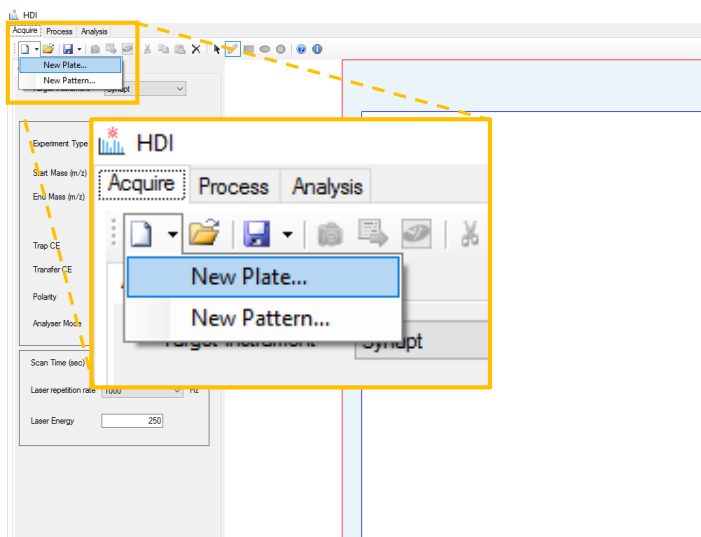 HDI
Acquire Process Analysis
New Plate...
New Pattern...
Target Instrument Synapt
Experiment Type
Start Mass (m/z)
End Mass (m/z)
Trap CE
Transfer CE
Polarity
Analyser Mode
Scan Time (sec)
Laser repetition rate 1000 Hz
Laser Energy 250
HDI
Acquire Process Analysis
New Plate...
New Pattern...
Target Instrument Synapt